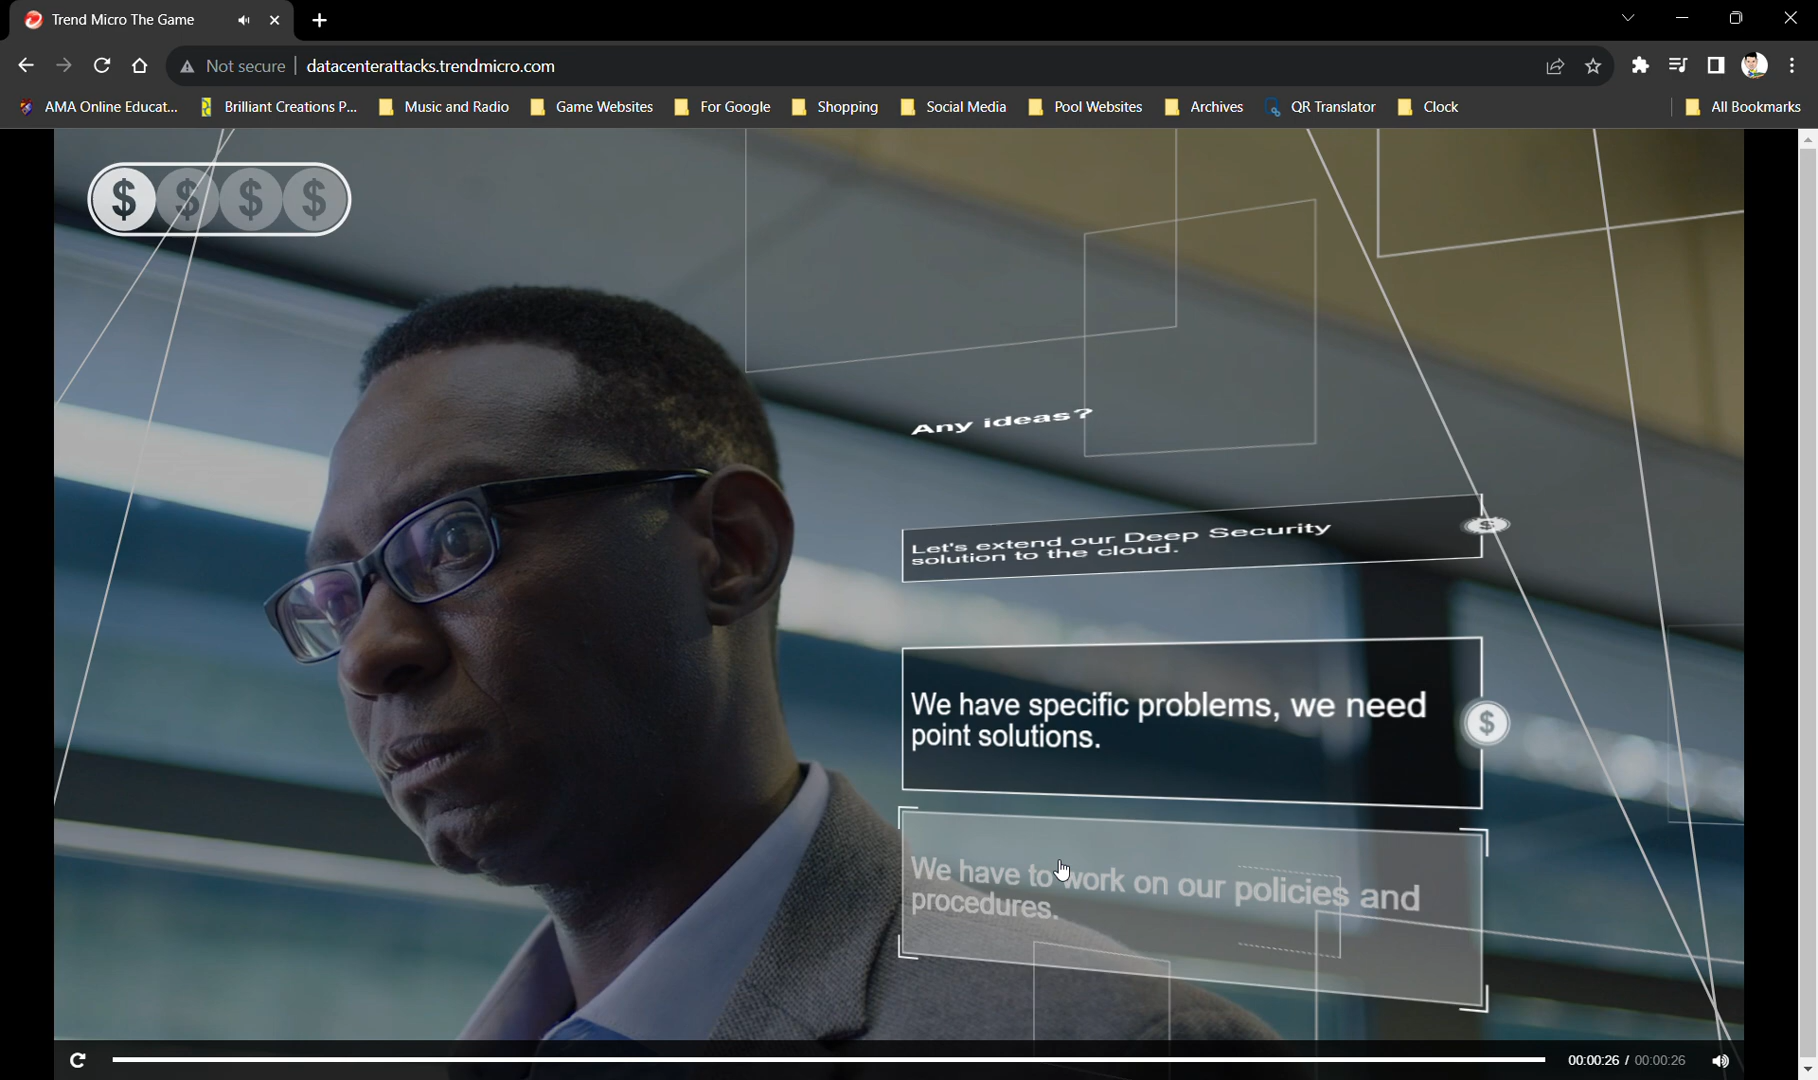 Trend Micro The Game
Not secure datacenterattacks.trendmicro.com
AMA Online Educat... Brilliant Creations P... Music and Radio Game Websites For Google Shopping Social Media Pool Websites Archives QR Translator Clock All Bookmarks
$ $ $ $
Any ideas?
Let's extend our Deep Security
solution to the cloud.
$
We have specific problems, we need
point solutions.
$
We have to work on our policies and
procedures.
00:00:26 / 00:00:26